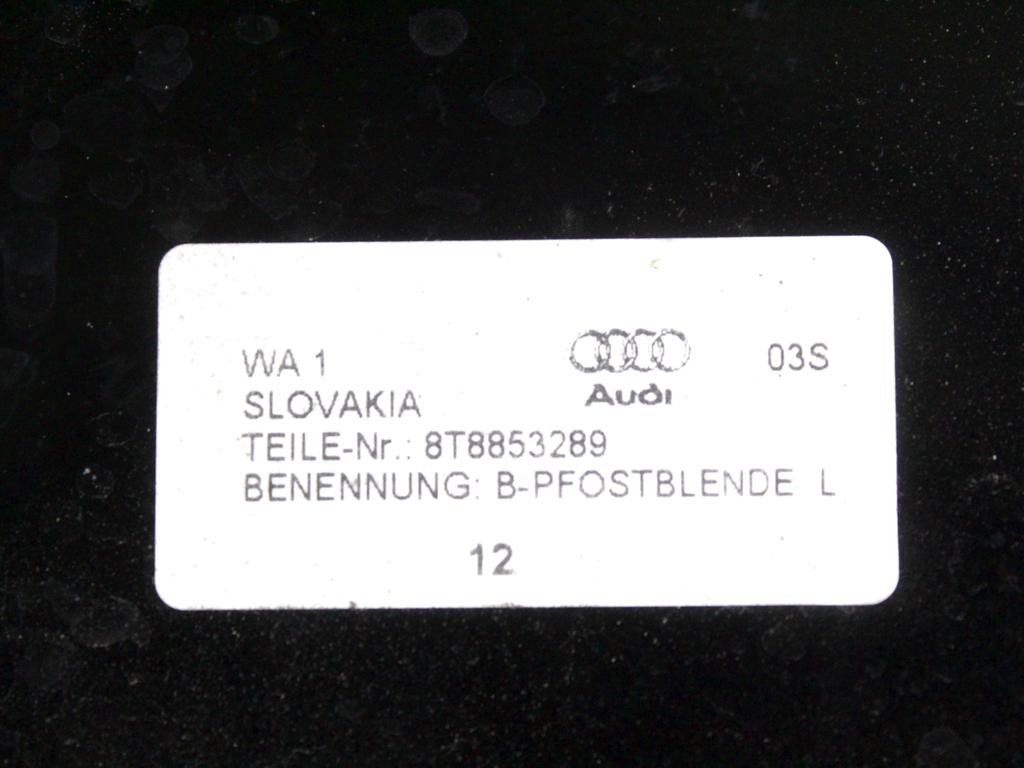 WA 1 03S
Audi
SLOVAKIA
TEILE-Nr.: 8T8853289
BENENNUNG: B-PFOSTBLENDE L
12